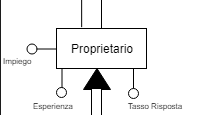 Proprietario
Impiego
Esperienza
Tasso Risposta